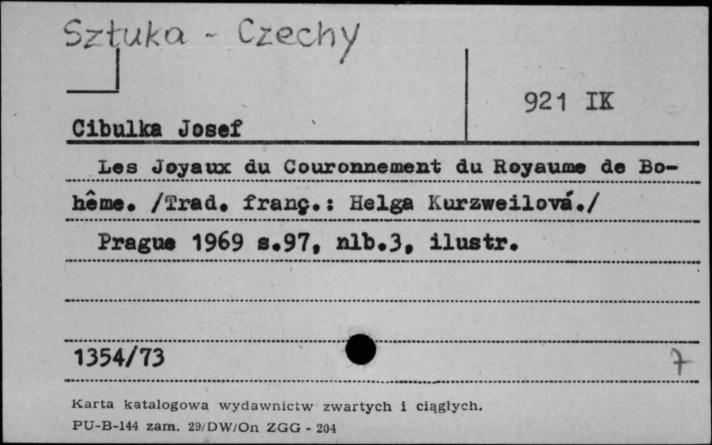 Sztuka - Czechy
921 IK
Cibulka Josef
Les Joyaux du Couronnement du Royaume de Bo-
hême. /Trad. franç.: Helga Kurzweilová./
Prague 1969 s.97, nlb.3, ilustr.
1354/73
7
Karta katalogowa wydawnictw zwartych i ciągłych.
PU-B-144 zam. 29/DW/On ZGG - 204